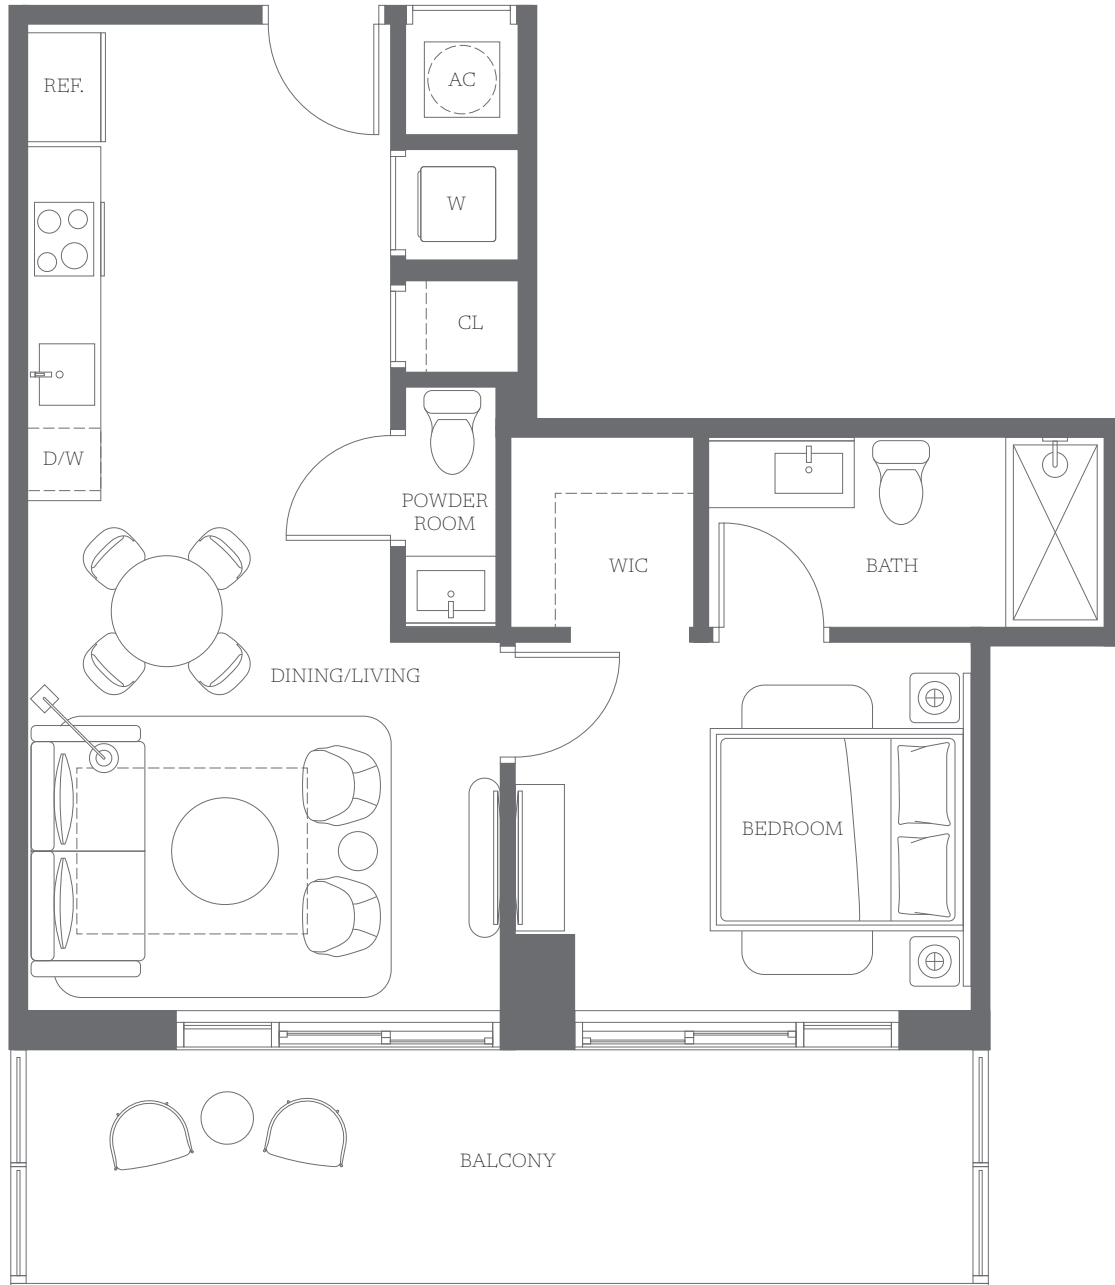 REF.
AC
W
CL
D/W
POWDER
ROOM
WIC
BATH
DINING/LIVING
BEDROOM
BALCONY